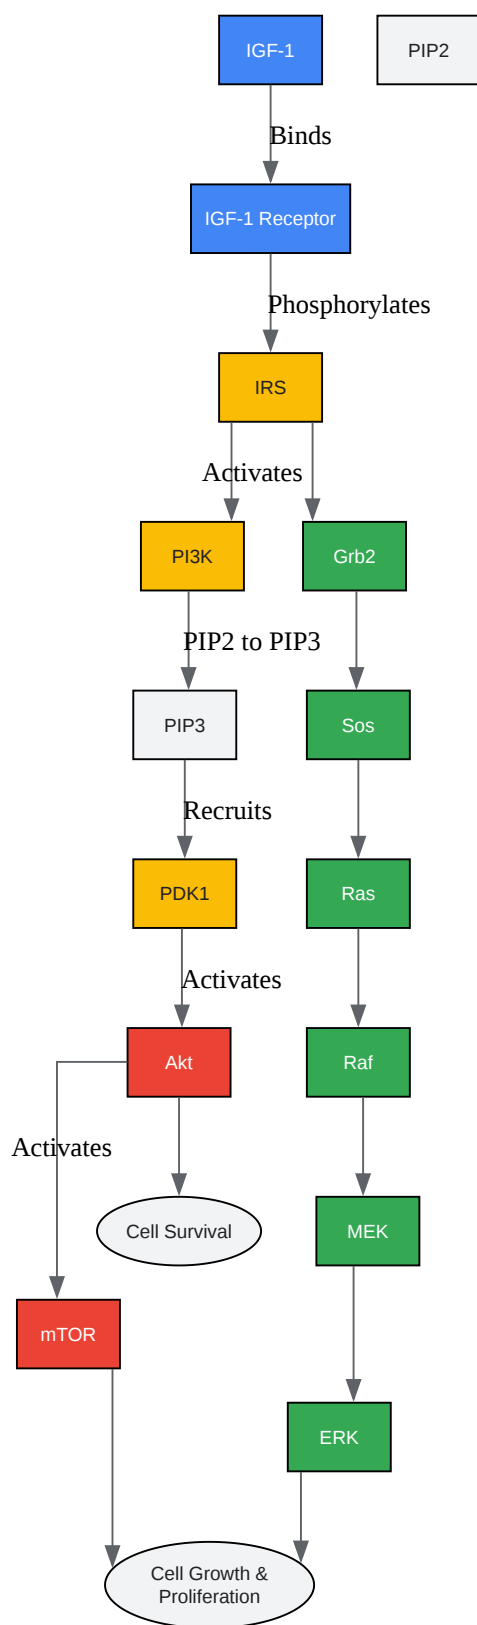 IGF-1
PIP2
Binds
IGF-1 Receptor
Phosphorylates
IRS
Activates
PI3K
Grb2
PIP2 to PIP3
PIP3
Sos
Recruits
PDK1
Ras
Activates
Akt
Raf
Activates
Cell Survival
MEK
mTOR
ERK
Cell Growth &
Proliferation